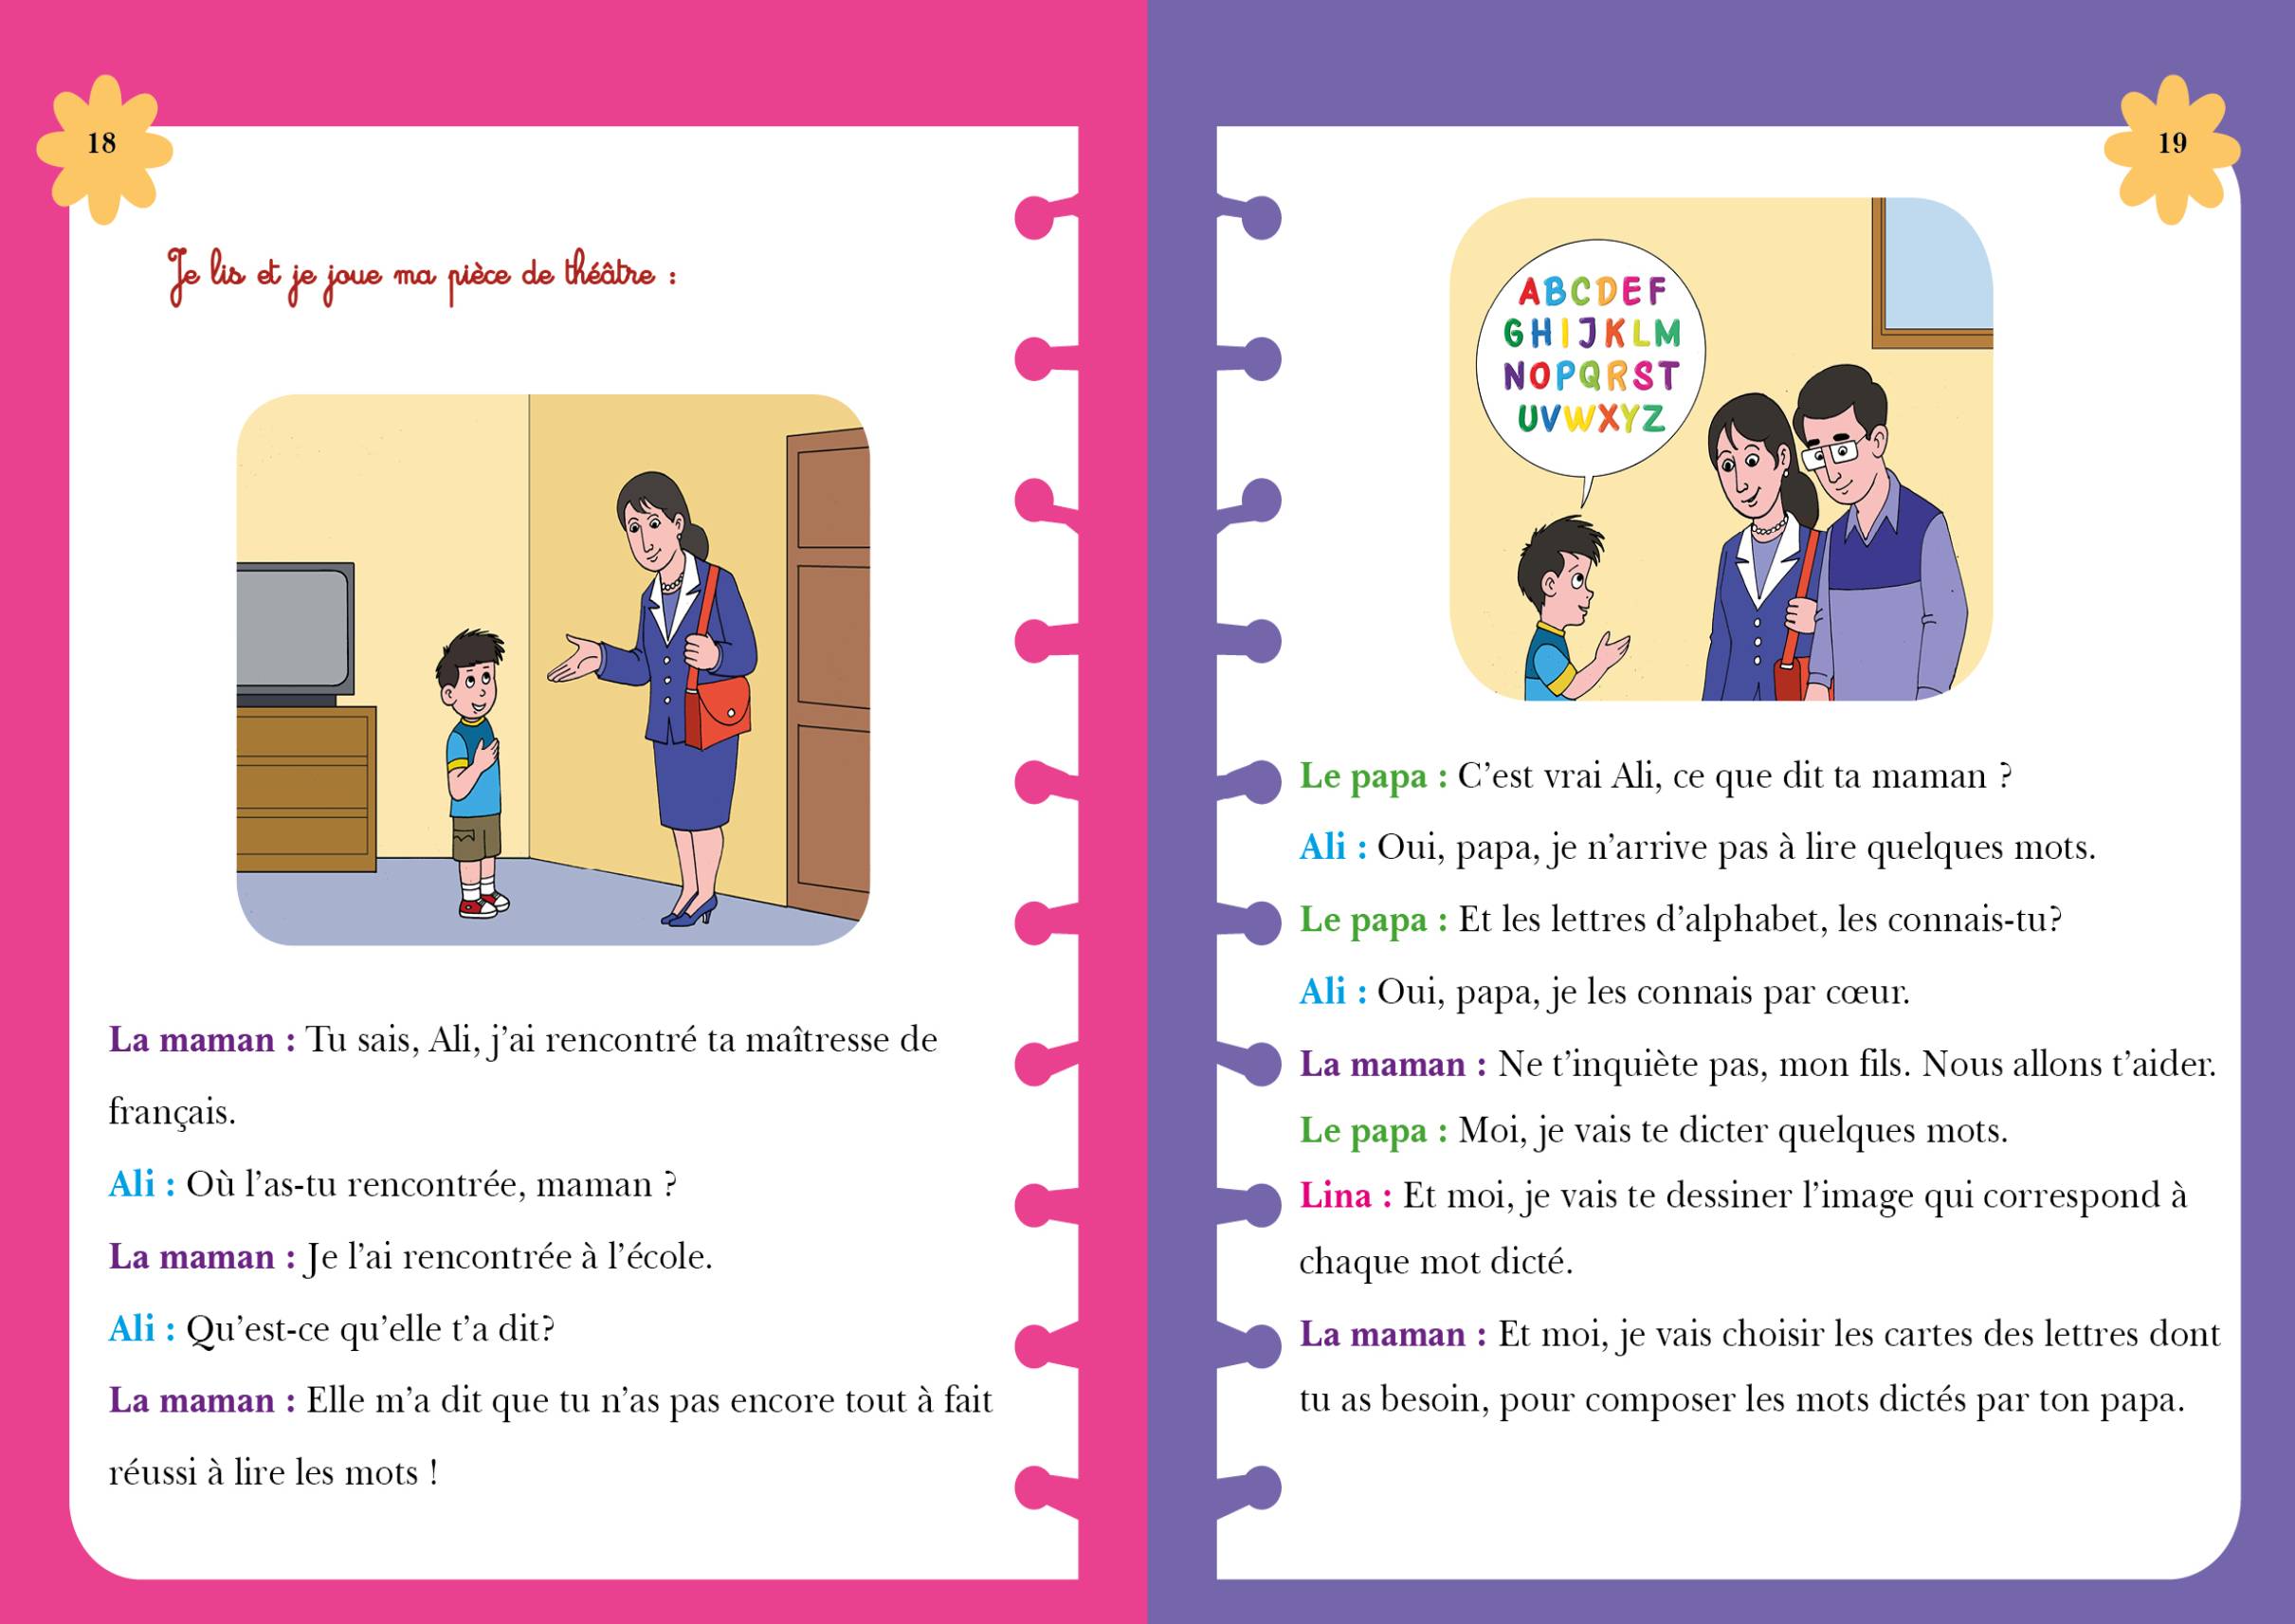 18
Je lis et je joue ma pièce de théâtre :
La maman : Tu sais, Ali, j’ai rencontré ta maîtresse de
français.
Ali : Où l’as-tu rencontrée, maman ?
La maman : Je l’ai rencontrée à l’école.
Ali : Qu’est-ce qu’elle t’a dit?
La maman : Elle m’a dit que tu n’as pas encore tout à fait
réussi à lire les mots !
19
ABCDEF
GHIJKLM
NOPQRST
UVWXYZ
Le papa : C’est vrai Ali, ce que dit ta maman ?
Ali : Oui, papa, je n’arrive pas à lire quelques mots.
Le papa : Et les lettres d’alphabet, les connais-tu?
Ali : Oui, papa, je les connais par cœur.
La maman : Ne t’inquiète pas, mon fils. Nous allons t’aider.
Le papa : Moi, je vais te dicter quelques mots.
Lina : Et moi, je vais te dessiner l’image qui correspond à
chaque mot dicté.
La maman : Et moi, je vais choisir les cartes des lettres dont
tu as besoin, pour composer les mots dictés par ton papa.